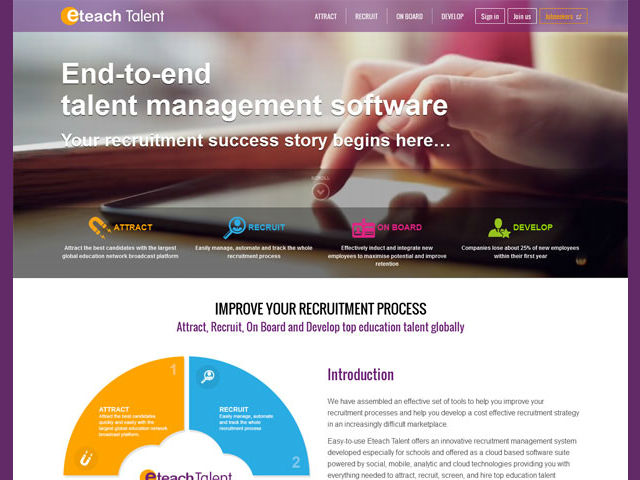 eteach Talent
ATTRACT
RECRUIT
ON BOARD
DEVELOP
Sign in
Join us
Jobseekers
End-to-end
talent management software
Your recruitment success story begins here…
SCROLL
ATTRACT
Attract the best candidates with the largest
global education network broadcast platform
RECRUIT
Easily manage, automate and track the whole
recruitment process
ON BOARD
Effectively induct and integrate new
employees to maximise potential and improve
retention
DEVELOP
Companies lose about 25% of new employees
within their first year
IMPROVE YOUR RECRUITMENT PROCESS
Attract, Recruit, On Board and Develop top education talent globally
1
ATTRACT
Attract the best candidates,
quickly and easily with the
largest global education network
broadcast platform.
RECRUIT
Easily manage, automate
and track the whole
recruitment process
2
eteach Talent
Introduction
We have assembled an effective set of tools to help you improve your
recruitment processes and help you develop a cost effective recruitment strategy
in an increasingly difficult marketplace.
Easy-to-use Eteach Talent offers an innovative recruitment management system
developed especially for schools and offered as a cloud based software suite
powered by social, mobile, analytic and cloud technologies providing you with
everything needed to attract, recruit, screen, and hire top education talent